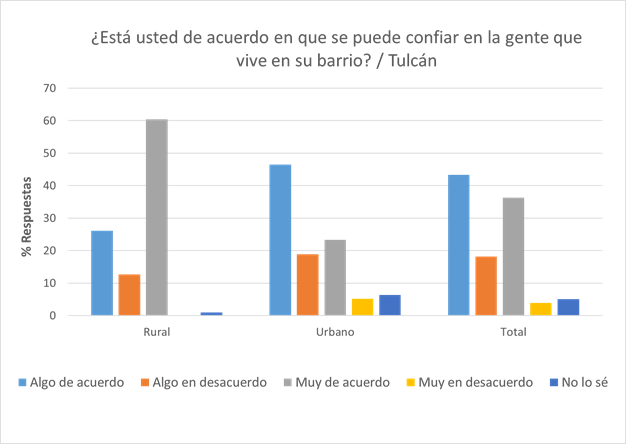 ¿Está usted de acuerdo en que se puede confiar en la gente que
vive en su barrio? / Tulcán
% Respuestas
70
60
50
40
30
20
10
0
Rural
Urbano
Total
Algo de acuerdo
Algo en desacuerdo
Muy de acuerdo
Muy en desacuerdo
No lo sé